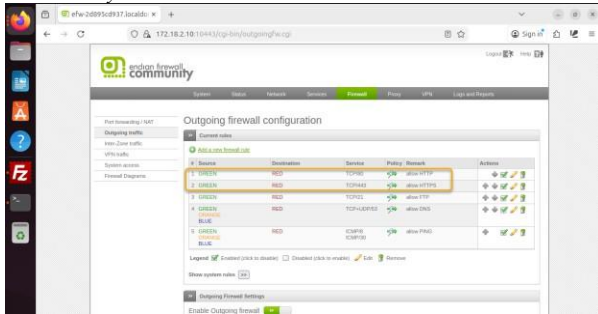 efw-2d895cd937.localdo
172.18.2.10:10443/cgi-bin/outgoingfw.cgi
Sign in
endian firewall
community
Logout Help
System Status Network Services Firewall Proxy VPN Logs and Reports
Port forwarding / NAT
Outgoing traffic
Inter-Zone traffic
VPN traffic
System access
Firewall Diagrams
Outgoing firewall configuration
Current rules
Add a new firewall rule
# Source Destination Service Policy Remark Actions
1 GREEN RED TCP/80 allow HTTP
2 GREEN RED TCP/443 allow HTTPS
3 GREEN RED TCP/21 allow FTP
4 GREEN RED TCP+UDP/53 allow DNS
ORANGE
BLUE
5 GREEN RED ICMP/8 allow PING
ORANGE ICMP/30
BLUE
Legend Enabled (click to disable) Disabled (click to enable) Edit Remove
Show system rules >>
Outgoing Firewall Settings
Enable Outgoing firewall